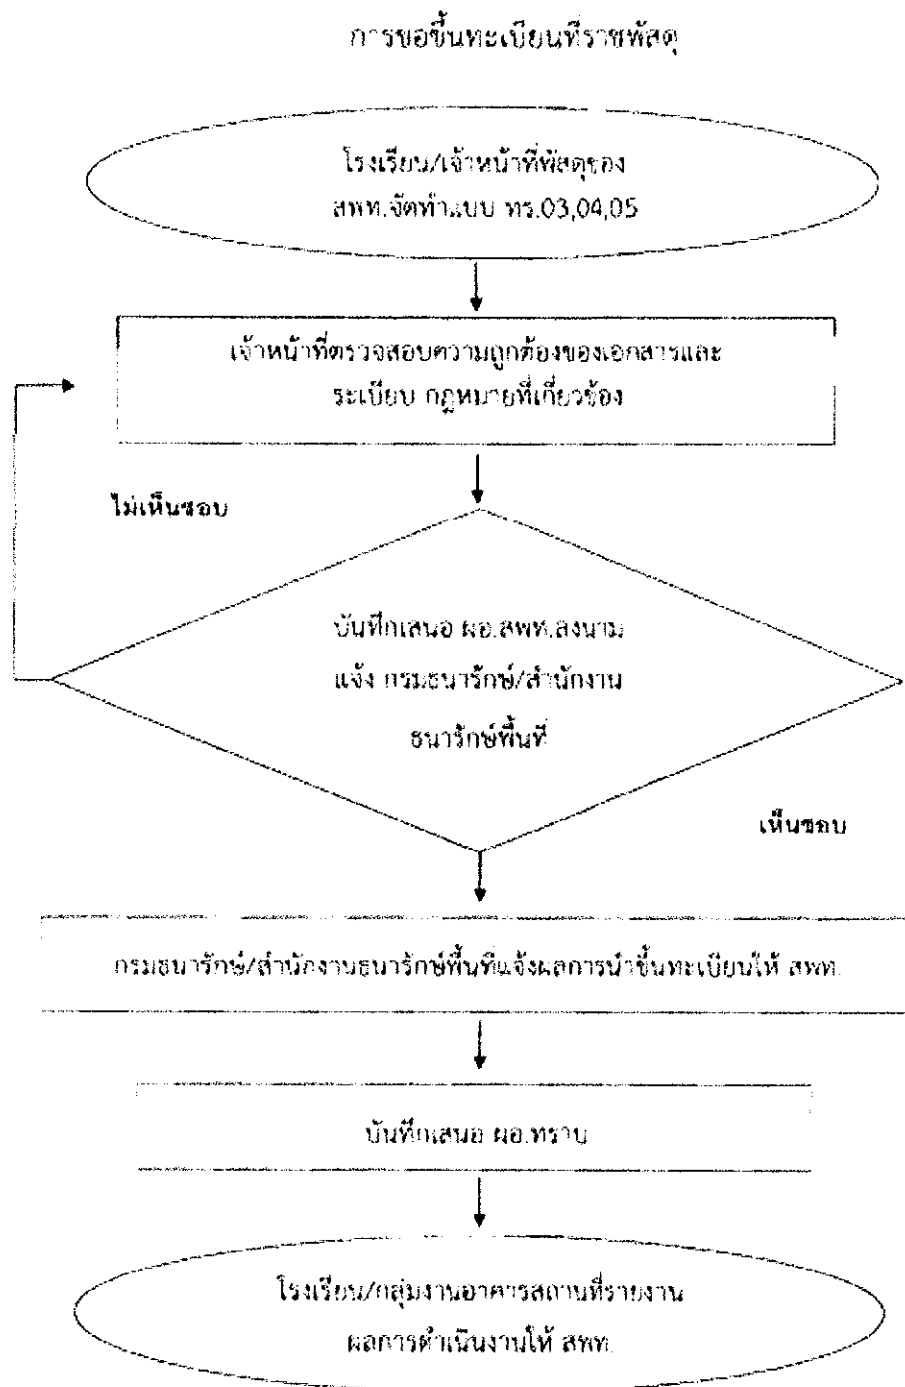 การขอขึ้นทะเบียนที่ราชพัสดุ
โรงเรียน/เจ้าหน้าที่พัสดุของ
สพท.จัดทำแบบ ทร.03,04,05
เจ้าหน้าที่ตรวจสอบความถูกต้องของเอกสารและ
ระเบียบ กฎหมายที่เกี่ยวข้อง
ไม่เห็นชอบ
บันทึกเสนอ ผอ.สพท.ลงนาม
แจ้ง กรมธนารักษ์/สำนักงาน
ธนารักษ์พื้นที่
เห็นชอบ
กรมธนารักษ์/สำนักงานธนารักษ์พื้นที่แจ้งผลการนำขึ้นทะเบียนให้ สพท.
บันทึกเสนอ ผอ.ทราบ
โรงเรียน/กลุ่มงานอาคารสถานที่รายงาน
ผลการดำเนินงานให้ สพท.